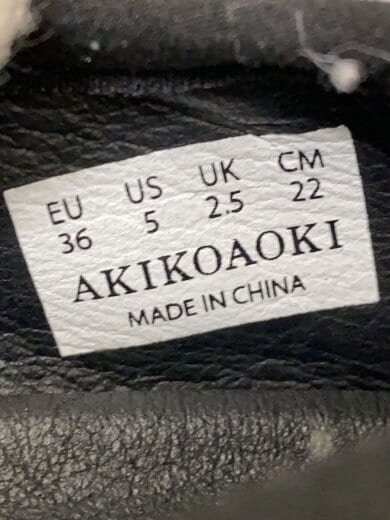 EU US UK CM
36 5 2.5 22
AKIKOAOKI
MADE IN CHINA